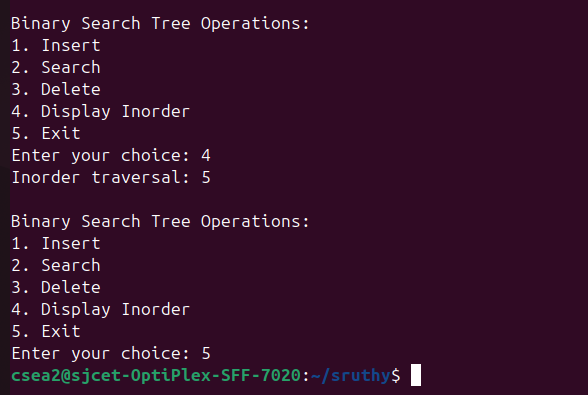 Binary Search Tree Operations:
1. Insert
2. Search
3. Delete
4. Display Inorder
5. Exit
Enter your choice: 4
Inorder traversal: 5
Binary Search Tree Operations:
1. Insert
2. Search
3. Delete
4. Display Inorder
5. Exit
Enter your choice: 5
csea2@sjcet-OptiPlex-SFF-7020:~/sruthy$